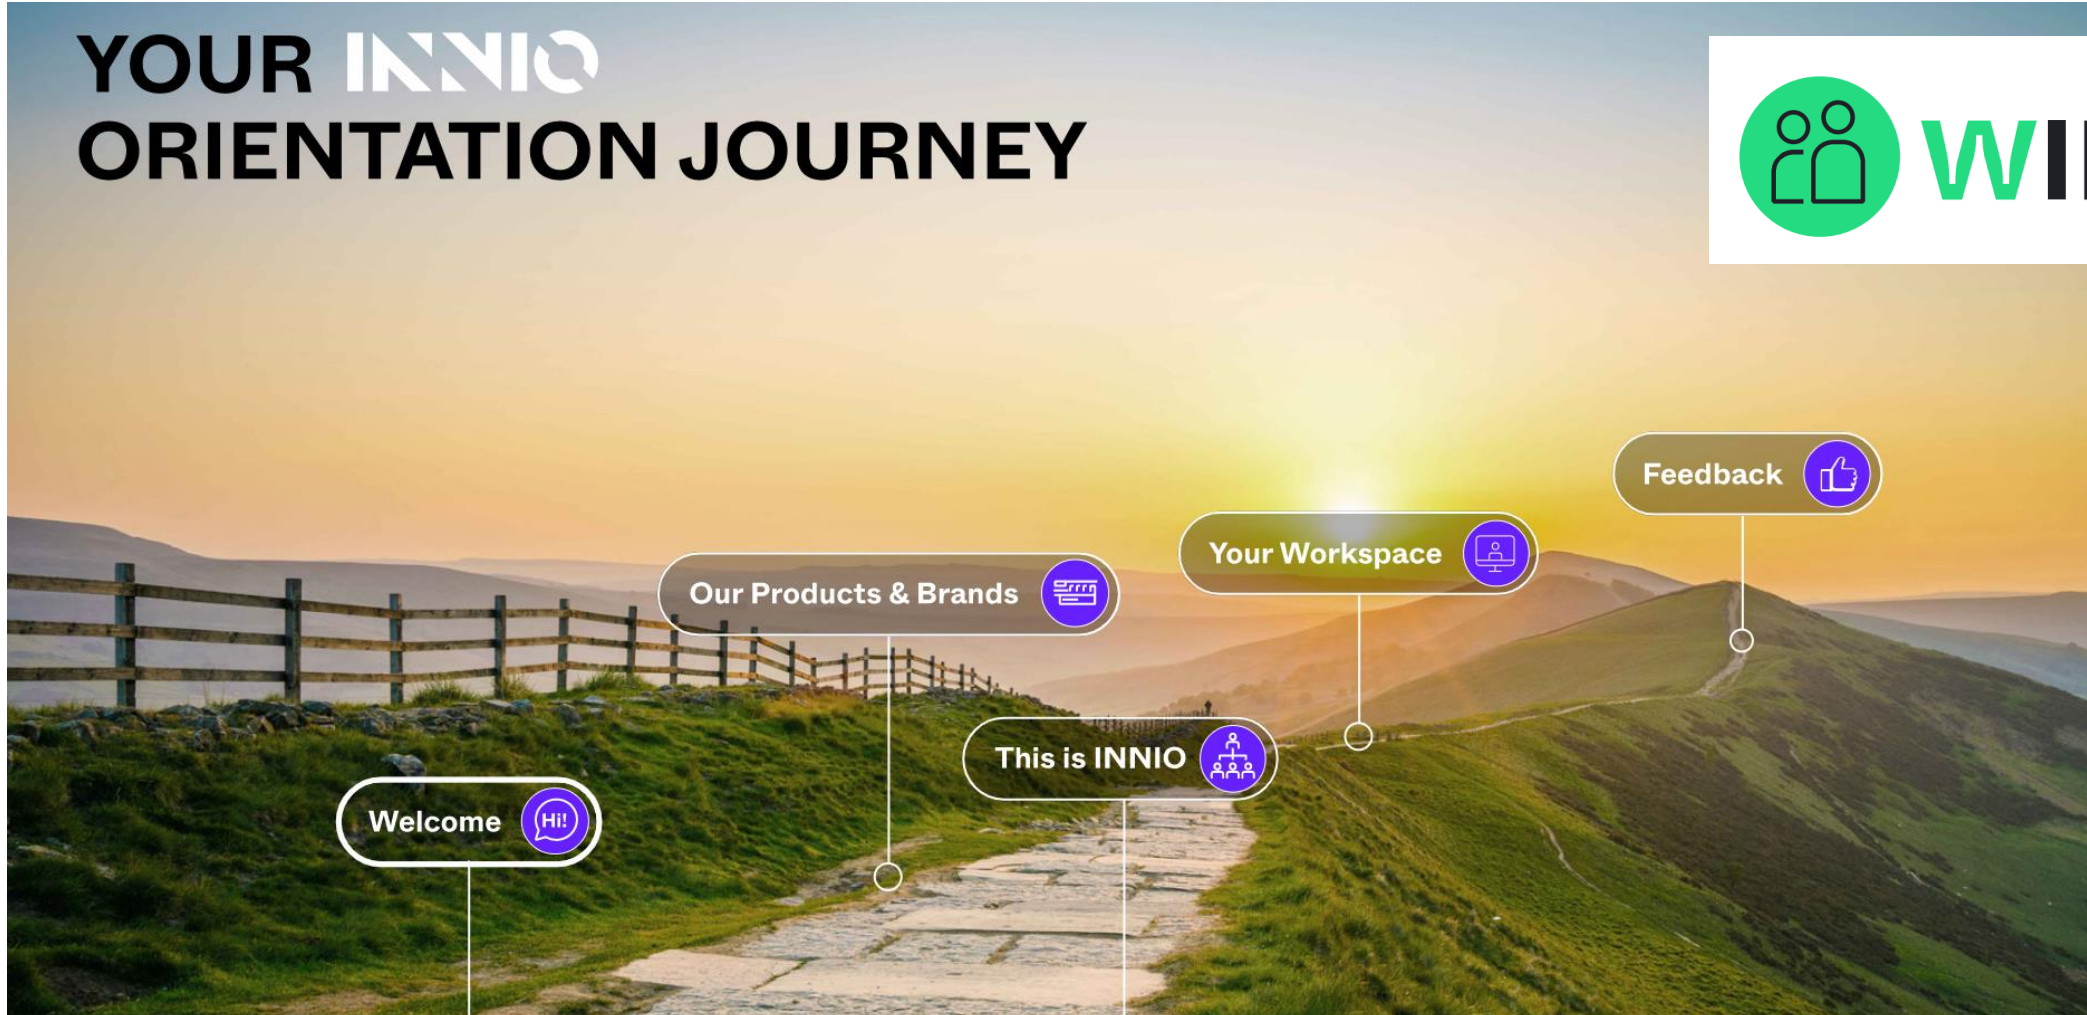 YOUR INNIO
ORIENTATION JOURNEY
Feedback
Your Workspace
Our Products & Brands
This is INNIO
Welcome
Hi!